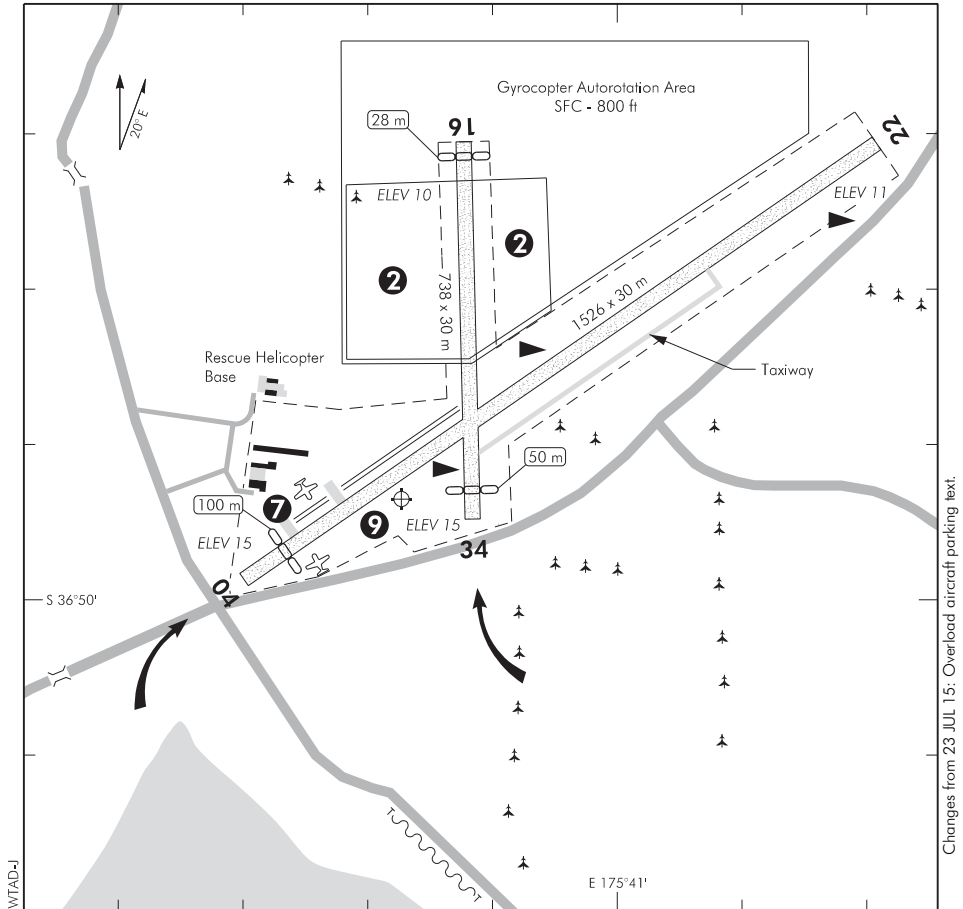 Gyrocopter Autorotation Area
SFC - 800 ft
20° E
28 m
16
22
ELEV 10
ELEV 11
2
2
738 x 30 m
1526 x 30 m
Rescue Helicopter
Base
Taxiway
50 m
100 m
7
9
ELEV 15
ELEV 15
34
04
S 36°50'
E 175°41'
T
T
WTAD-J
Changes from 23 JUL 15: Overload aircraft parking text.